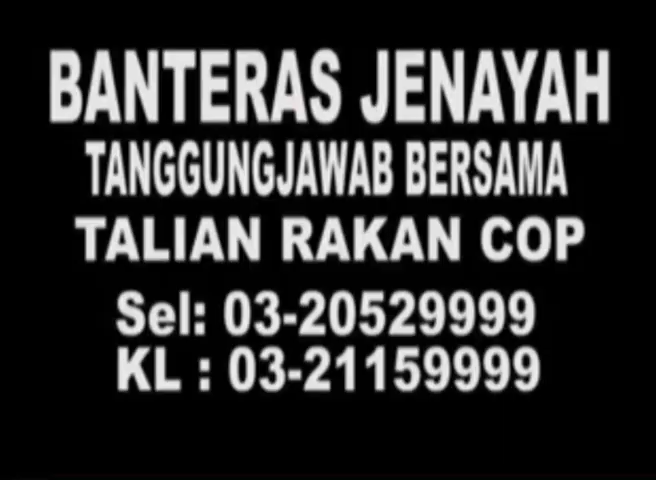 BANTERAS JENAYAH
TANGGUNGJAWAB BERSAMA
TALIAN RAKAN COP
Sel: 03-20529999
KL : 03-21159999